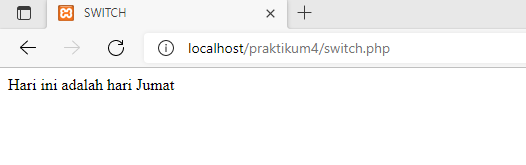 SWITCH
localhost/praktikum4/switch.php
Hari ini adalah hari Jumat